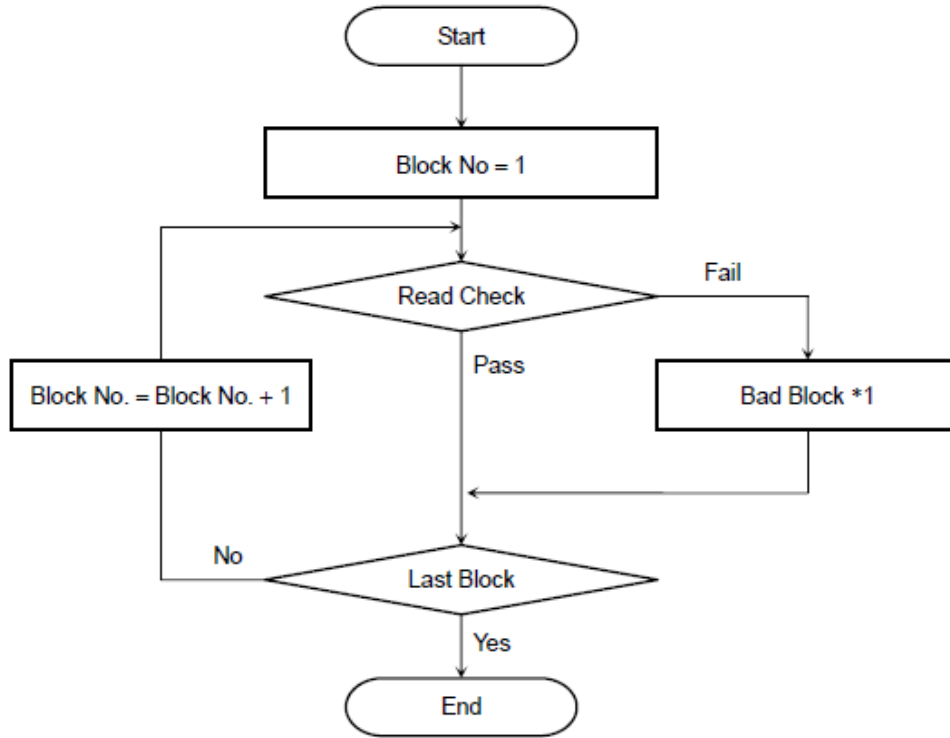 Start
Block No = 1
Read Check
Fail
Pass
Block No. = Block No. + 1
Bad Block *1
No
Last Block
Yes
End